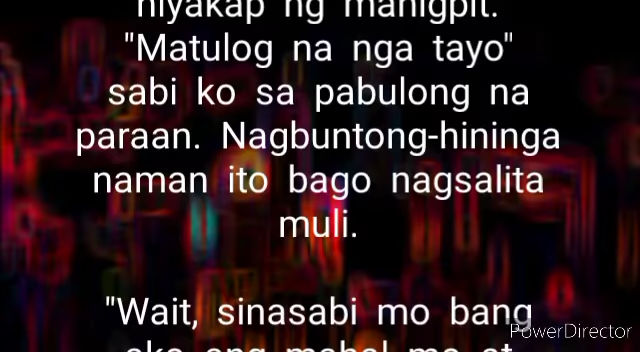 niyakap ng mahigpit.
"Matulog na nga tayo"
sabi ko sa pabulong na
paraan. Nagbuntong-hininga
naman ito bago nagsalita
muli.
"Wait, sinasabi mo bang
PowerDirector
ako ang mahal mo at